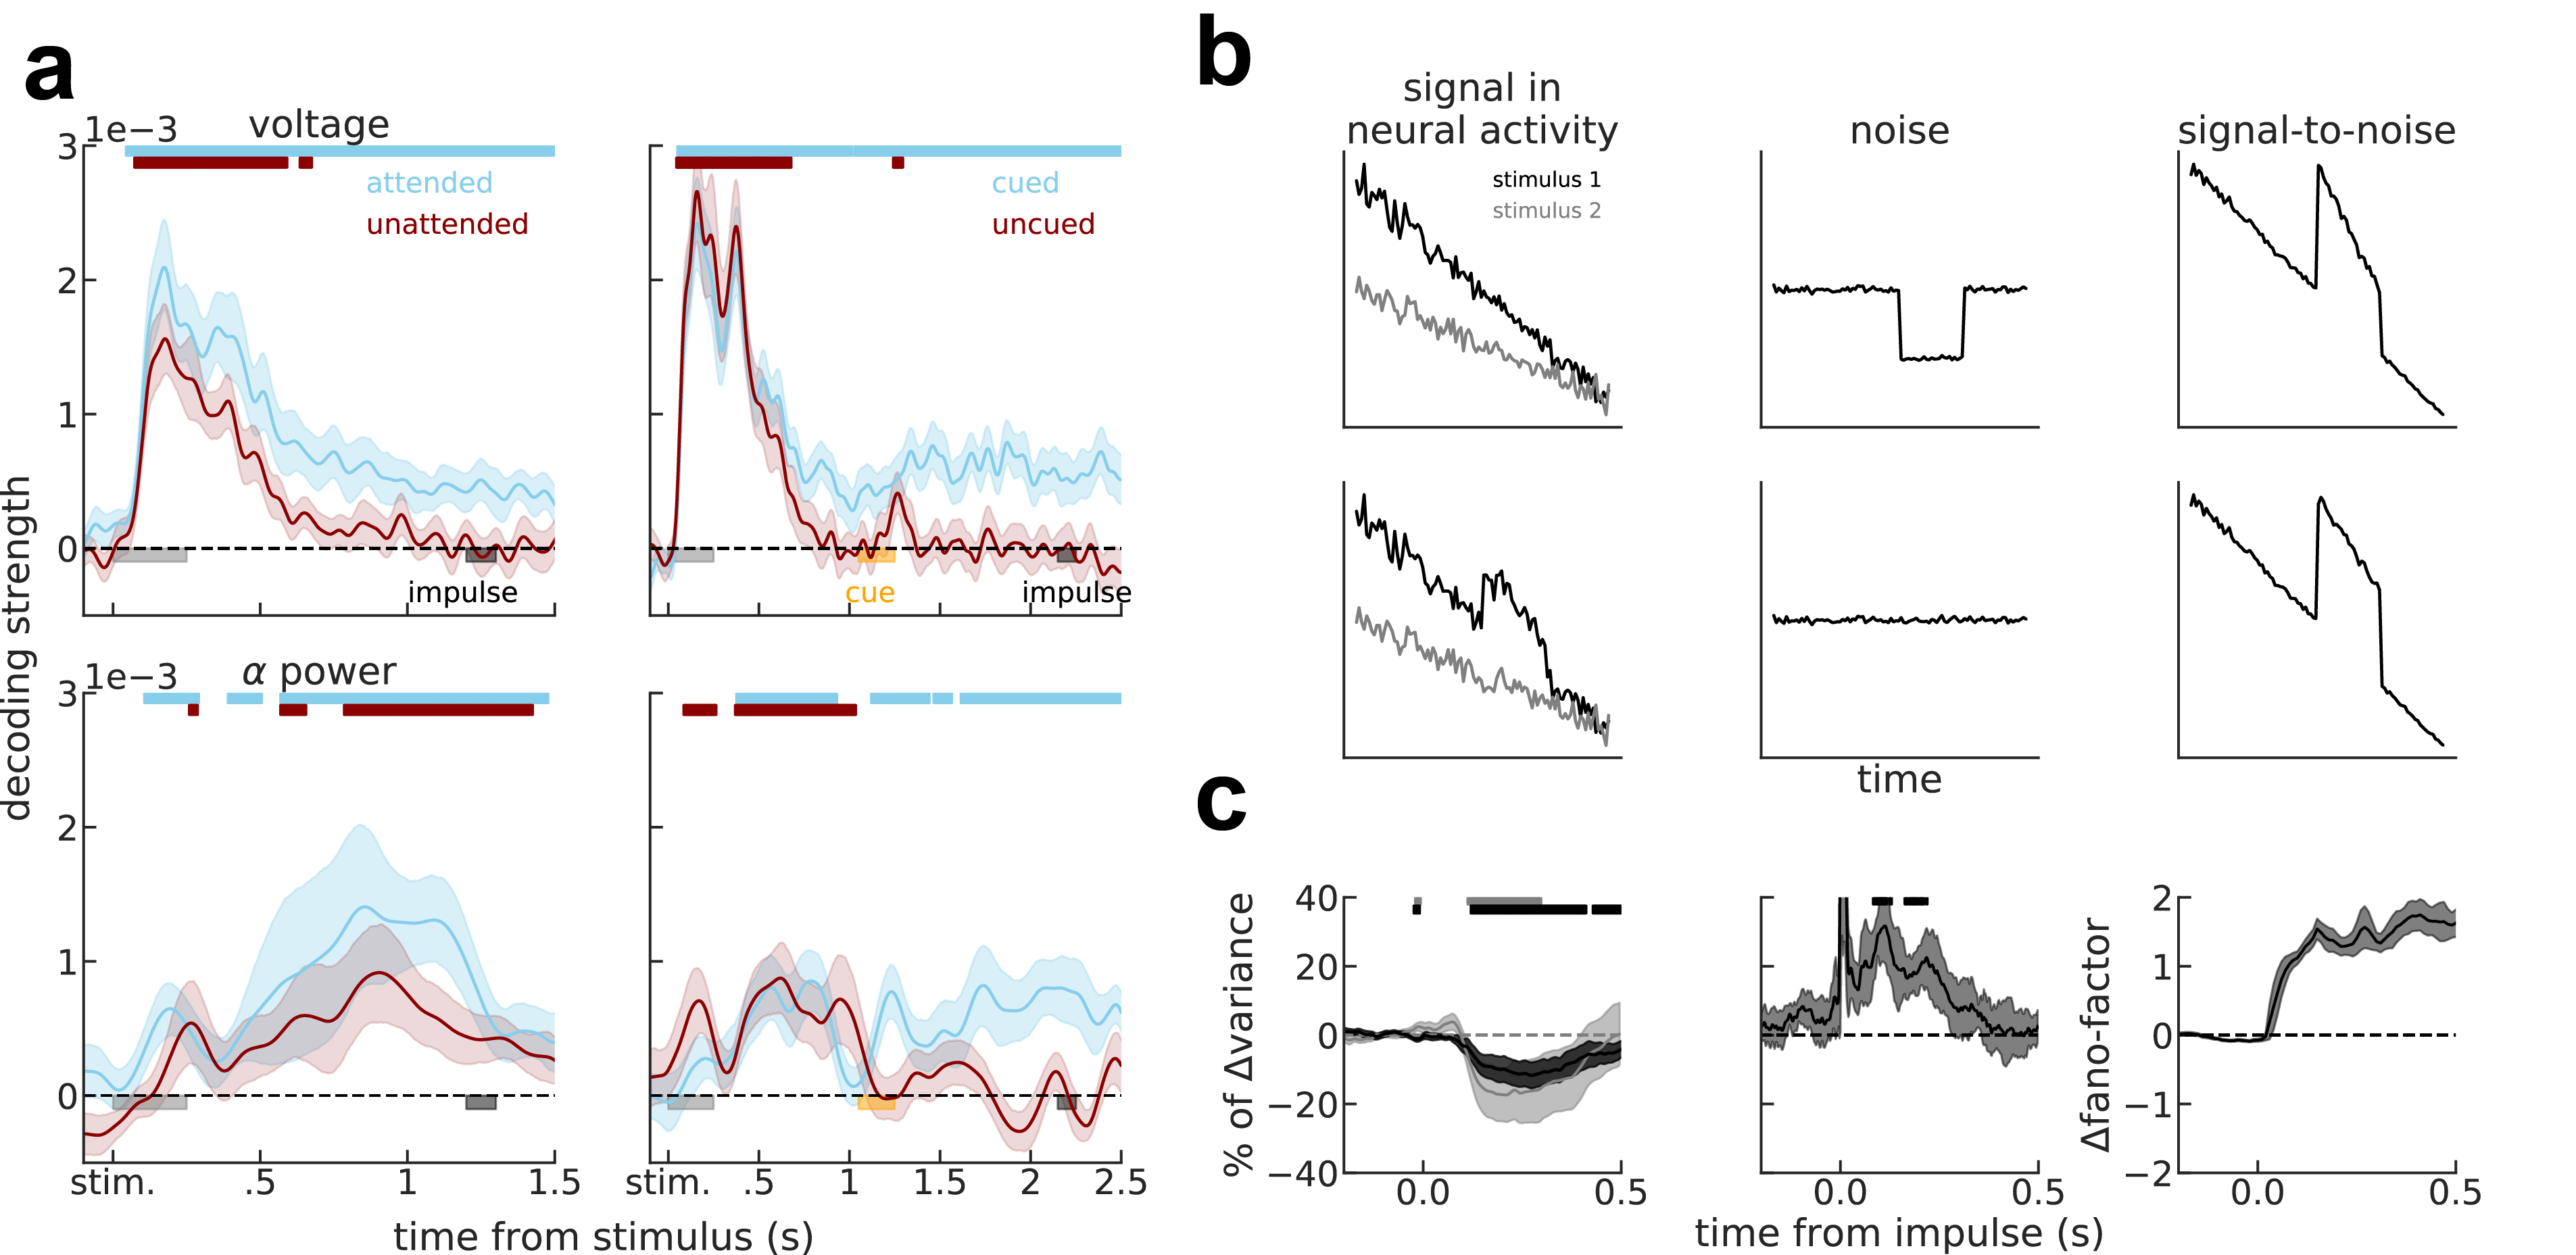 a
voltage
1e−3
3
2
1
0
attended
unattended
impulse
cued
uncued
cue
impulse
decoding strength
α power
1e−3
3
2
1
0
stim.
.5
1
1.5
stim.
.5
1
1.5
2
2.5
time from stimulus (s)
b
signal in
neural activity
noise
signal-to-noise
stimulus 1
stimulus 2
time
c
% of Δvariance
40
20
0
−20
−40
0.0
0.5
0.0
0.5
Δfano-factor
2
1
0
−1
−2
0.0
0.5
time from impulse (s)